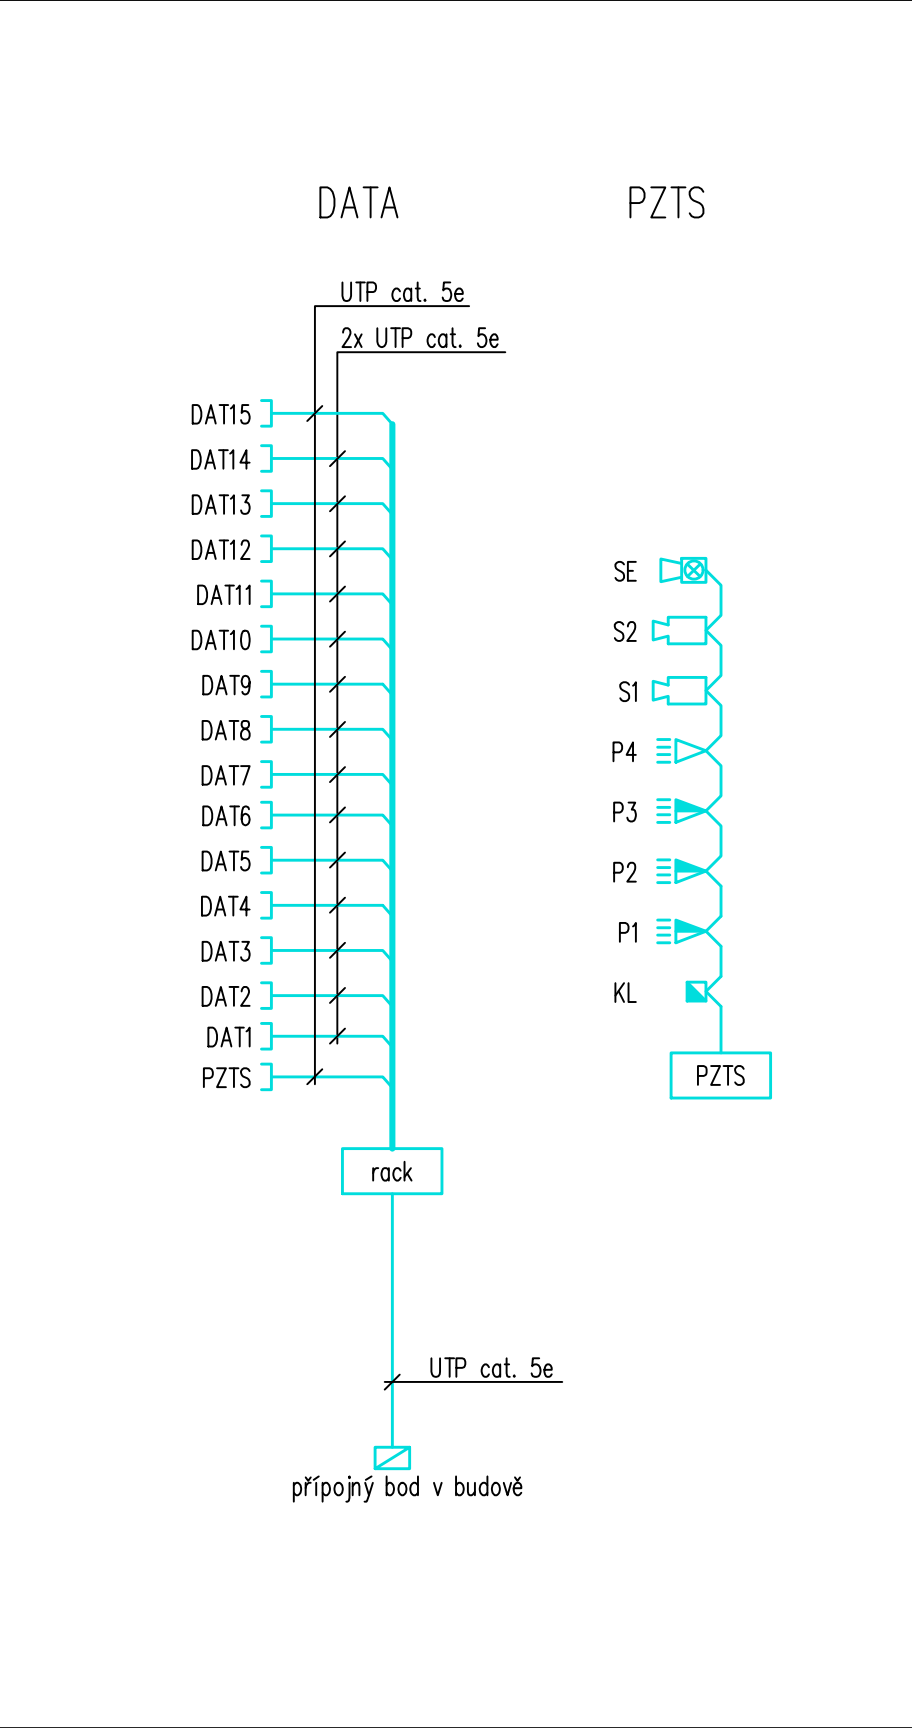 DATA
PZTS
UTP cat. 5e
2x UTP cat. 5e
DAT15
DAT14
DAT13
DAT12
DAT11
DAT10
DAT9
DAT8
DAT7
DAT6
DAT5
DAT4
DAT3
DAT2
DAT1
PZTS
rack
UTP cat. 5e
přípojný bod v budově
SE
S2
S1
P4
P3
P2
P1
KL
PZTS